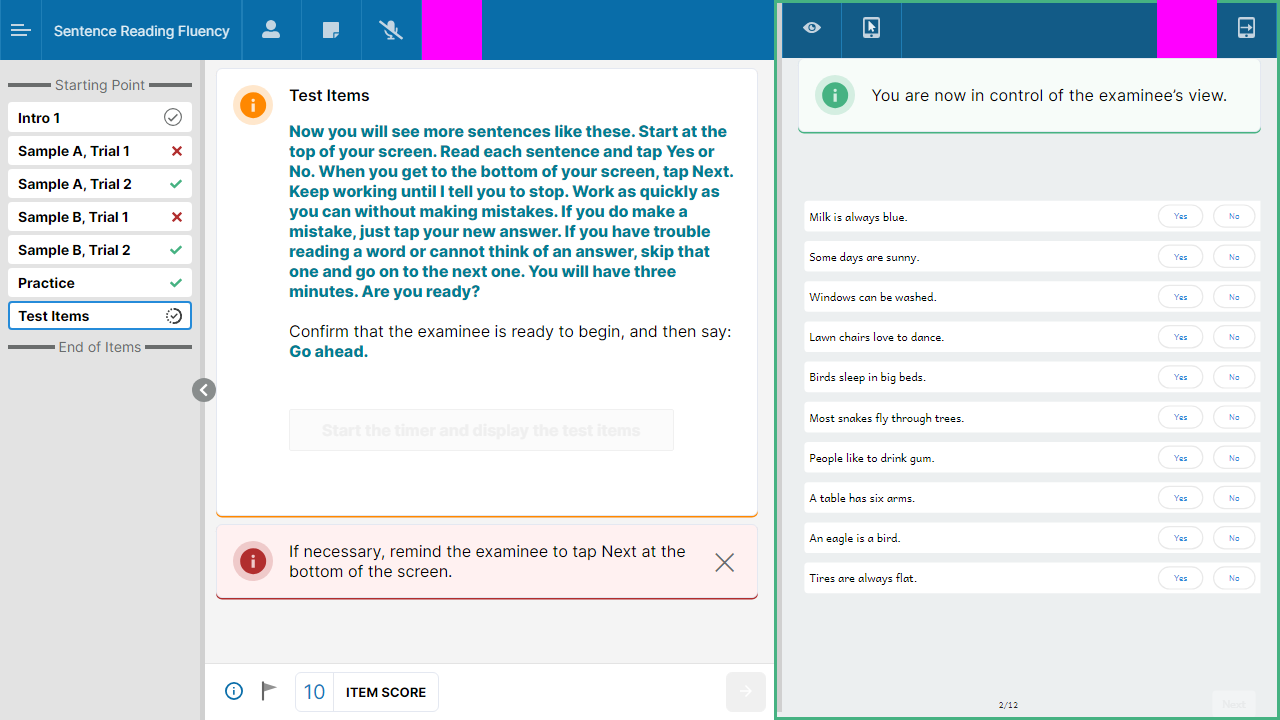 Sentence Reading Fluency
Starting Point
Intro 1
Sample A, Trial 1
Sample A, Trial 2
Sample B, Trial 1
Sample B, Trial 2
Practice
Test Items
End of Items
Test Items
Now you will see more sentences like these. Start at the
top of your screen. Read each sentence and tap Yes or
No. When you get to the bottom of your screen, tap Next.
Keep working until I tell you to stop. Work as quickly as
you can without making mistakes. If you do make a
mistake, just tap your new answer. If you have trouble
reading a word or cannot think of an answer, skip that
one and go on to the next one. You will have three
minutes. Are you ready?
Confirm that the examinee is ready to begin, and then say:
Go ahead.
Start the timer and display the test items
If necessary, remind the examinee to tap Next at the
bottom of the screen.
10 ITEM SCORE
You are now in control of the examinee’s view.
Milk is always blue. Yes No
Some days are sunny. Yes No
Windows can be washed. Yes No
Lawn chairs love to dance. Yes No
Birds sleep in big beds. Yes No
Most snakes fly through trees. Yes No
People like to drink gum. Yes No
A table has six arms. Yes No
An eagle is a bird. Yes No
Tires are always flat. Yes No
2/12
Next